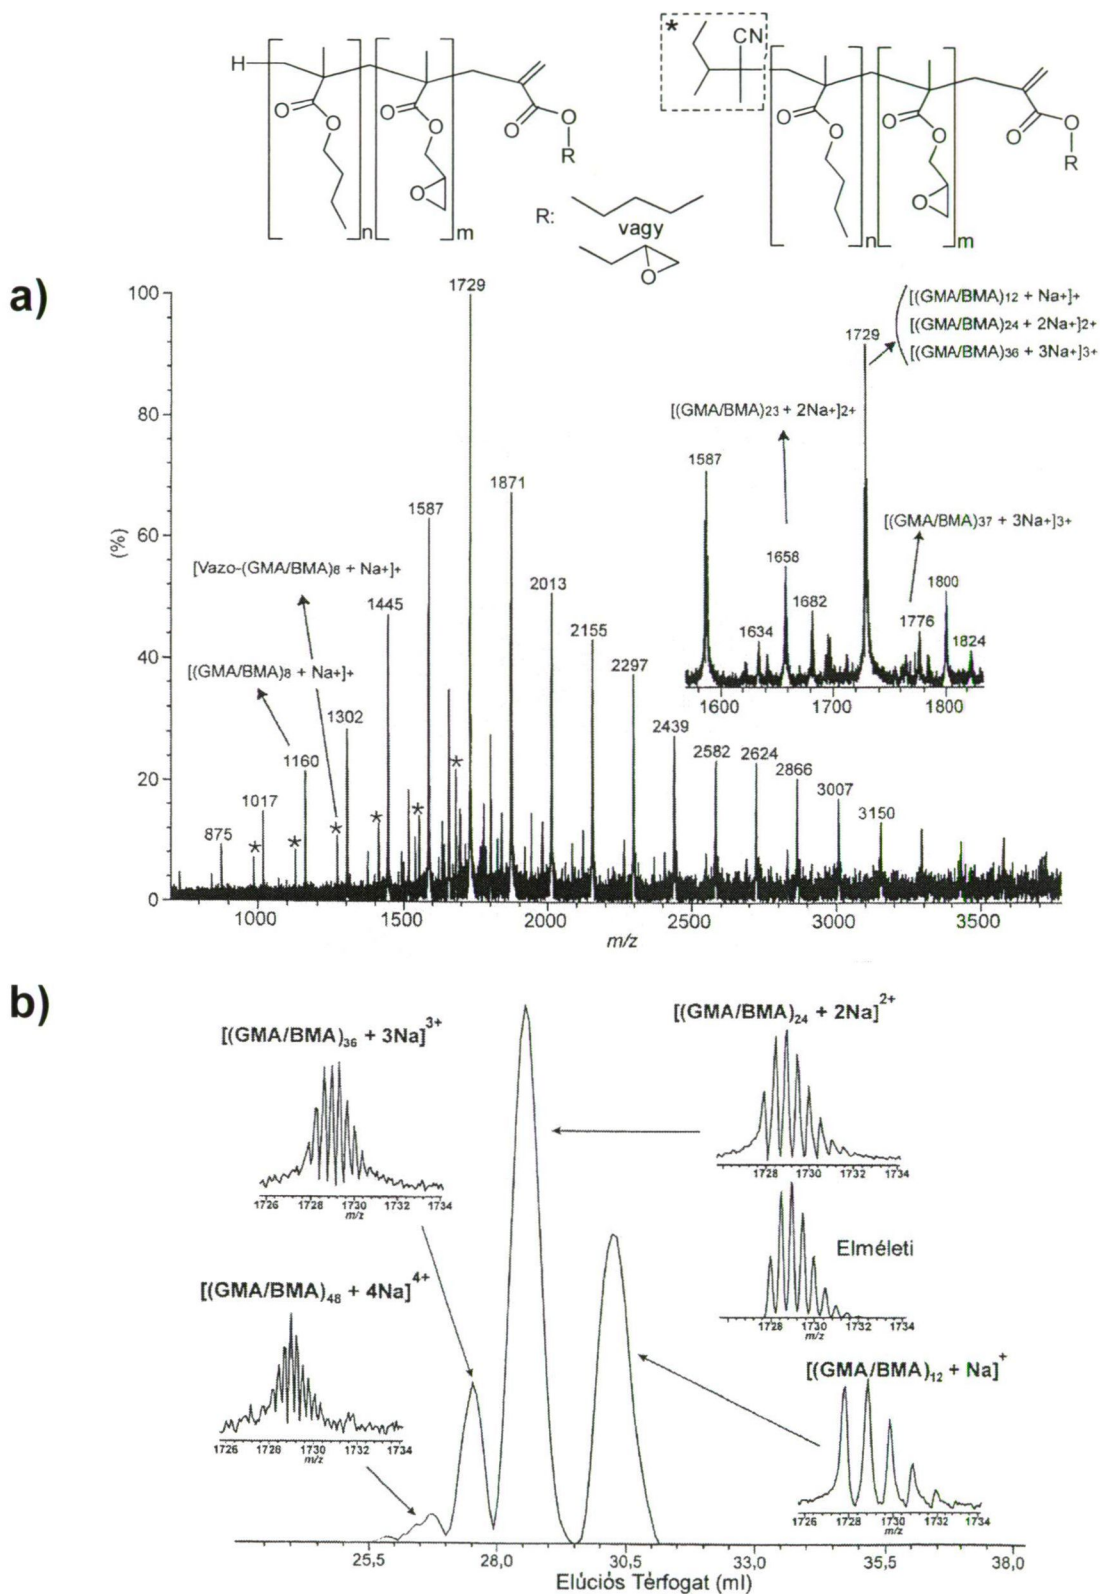 * CN
H n m R
O O O O O O R
R: vagy
n m
a)
100
80
60
40
20
0
(%)
1729
[Vazo-(GMA/BMA)8 + Na+]+
[(GMA/BMA)8 + Na+]+
875
1017
1160
1302
1445
1587
1871
2013
2155
2297
2439
2582
2624
2866
3007
3150
* * * * * *
1000 1500 2000 2500 3000 3500
m/z
[(GMA/BMA)12 + Na+]+
[(GMA/BMA)24 + 2Na+]2+
[(GMA/BMA)36 + 3Na+]3+
[(GMA/BMA)23 + 2Na+]2+
[(GMA/BMA)37 + 3Na+]3+
1587
1634
1658
1682
1729
1776
1800
1824
1600 1700 1800
b)
[(GMA/BMA)36 + 3Na]3+
1726 1728 1730 1732 1734
m/z
[(GMA/BMA)24 + 2Na]2+
1728 1730 1732 1734
m/z
Elméleti
1728 1730 1732 1734
m/z
[(GMA/BMA)48 + 4Na]4+
1726 1728 1730 1732 1734
m/z
[(GMA/BMA)12 + Na]+
1726 1728 1730 1732 1734
m/z
25,5 28,0 30,5 33,0 35,5 38,0
Elúciós Térfogat (ml)